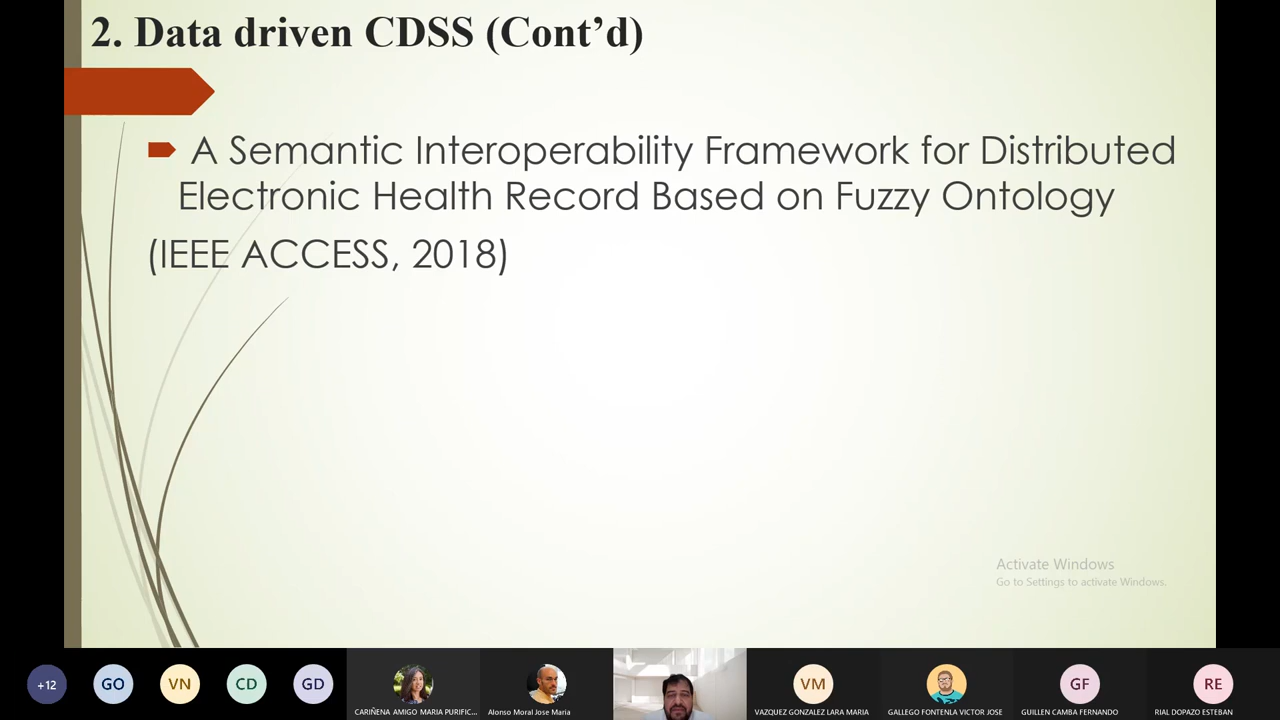 2. Data driven CDSS (Cont’d)
A Semantic Interoperability Framework for Distributed
Electronic Health Record Based on Fuzzy Ontology
(IEEE ACCESS, 2018)
Activate Windows
Go to Settings to activate Windows.
+12
GO
VN
CD
GD
VM
GF
RE
CARIÑENA AMIGO MARIA PURIFIC...
Alonso Moral Jose Maria
VAZQUEZ GONZALEZ LARA MARIA
GALLEGO FONTENLA VICTOR JOSE
GUILLEN CAMBA FERNANDO
RIAL DOPAZO ESTEBAN